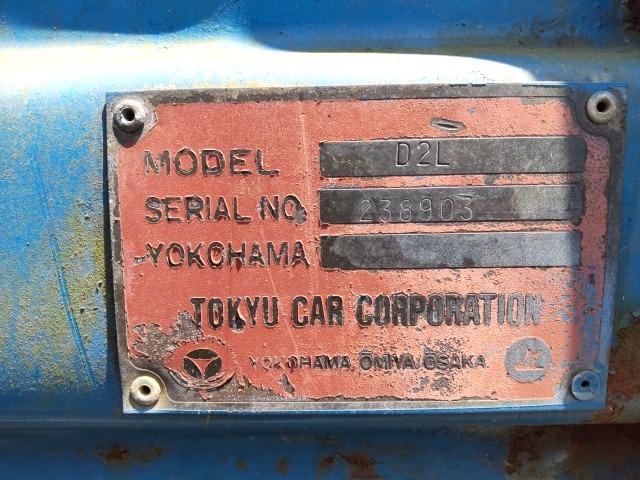 MODEL D2L
SERIAL NO. 238903
YOKOHAMA
TOKYU CAR CORPORATION
YOKOHAMA, OMIYA, OSAKA